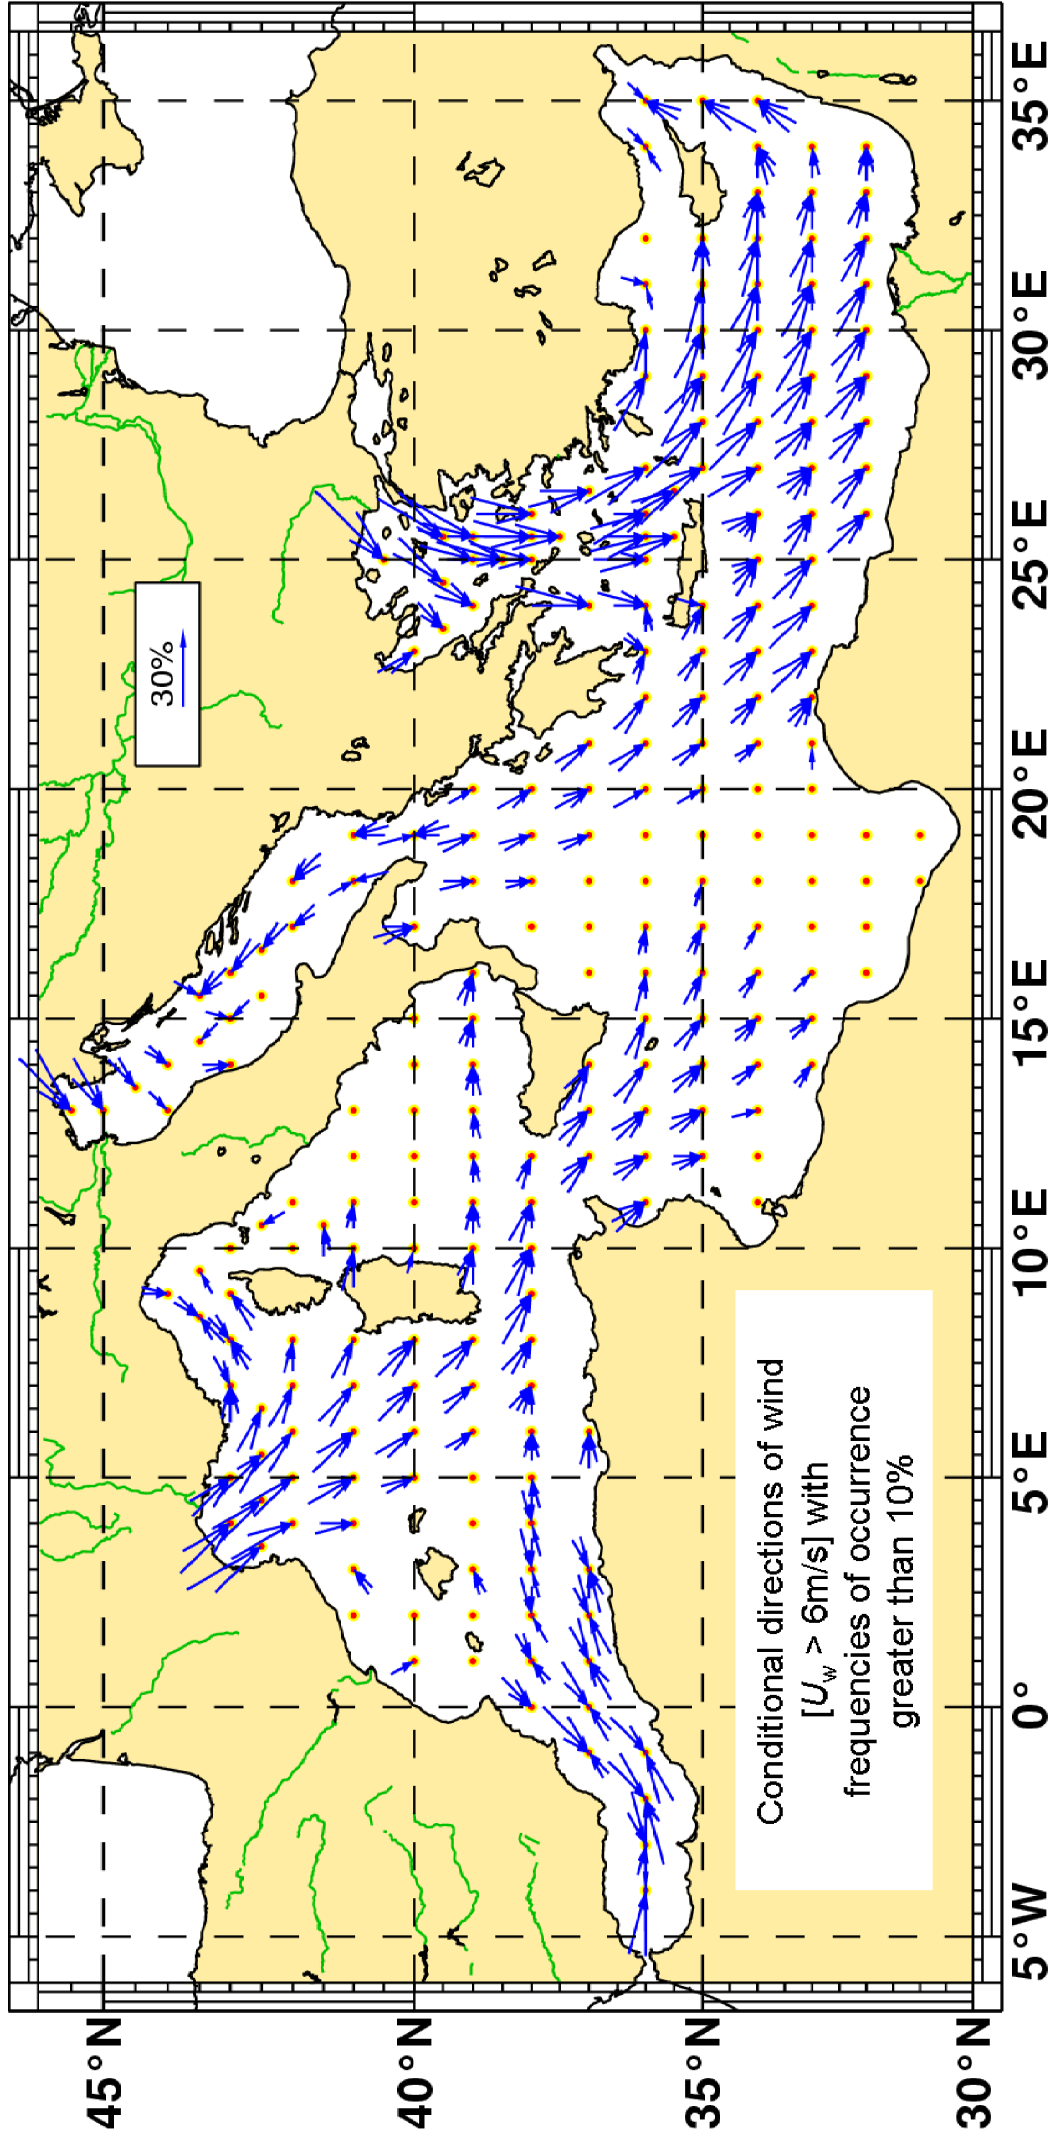 45°N
40°N
35°N
30°N
30%
Conditional directions of wind
[Uw > 6m/s] with
frequencies of occurrence
greater than 10%
5°W
0°
5°E
10°E
15°E
20°E
25°E
30°E
35°E